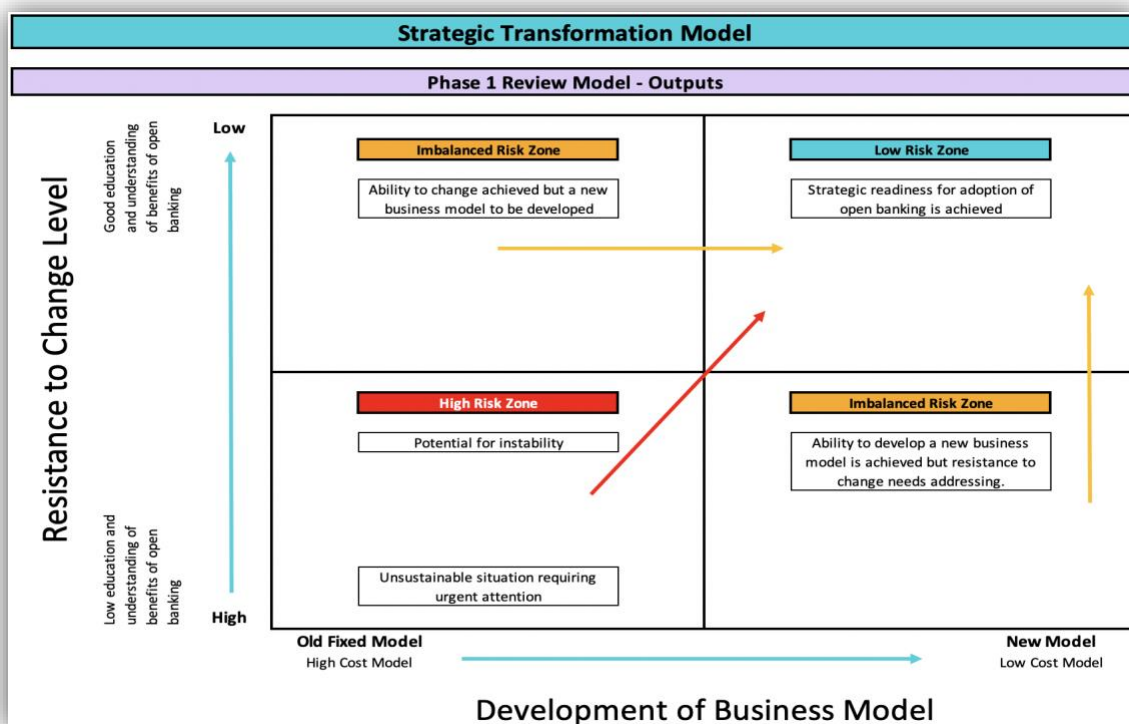 Strategic Transformation Model
Phase 1 Review Model - Outputs
Resistance to Change Level
Good education
and understanding
of benefits of open
banking
Low education and
understanding of
benefits of open
banking
Low
High
Imbalanced Risk Zone
Ability to change achieved but a new
business model to be developed
Low Risk Zone
Strategic readiness for adoption of
open banking is achieved
High Risk Zone
Potential for instability
Unsustainable situation requiring
urgent attention
Imbalanced Risk Zone
Ability to develop a new business
model is achieved but resistance to
change needs addressing.
Old Fixed Model
High Cost Model
New Model
Low Cost Model
Development of Business Model